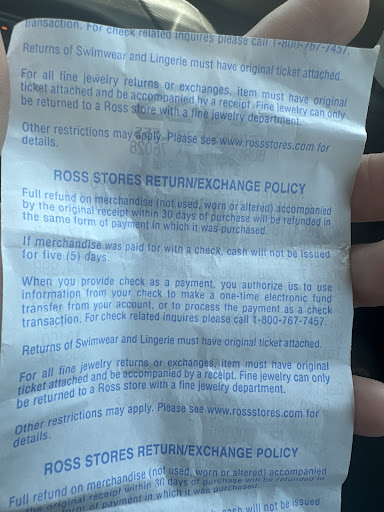 transaction. For check related inquires please call 1-800-767-7457.
Returns of Swimwear and Lingerie must have original ticket attached.
For all fine jewelry returns or exchanges, item must have original
ticket attached and be accompanied by a receipt. Fine jewelry can only
be returned to a Ross store with a fine jewelry department.
Other restrictions may apply. Please see www.rossstores.com for
details.
ROSS STORES RETURN/EXCHANGE POLICY
Full refund on merchandise (not used, worn or altered) accompanied
by the original receipt within 30 days of purchase will be refunded in
the same form of payment in which it was purchased.
If merchandise was paid for with a check, cash will not be issued
for five (5) days.
When you provide check as a payment, you authorize us to use
information from your check to make a one-time electronic fund
transfer from your account, or to process the payment as a check
transaction. For check related inquires please call 1-800-767-7457.
Returns of Swimwear and Lingerie must have original ticket attached.
For all fine jewelry returns or exchanges, item must have original
ticket attached and be accompanied by a receipt. Fine jewelry can only
be returned to a Ross store with a fine jewelry department.
Other restrictions may apply. Please see www.rossstores.com for
details.
ROSS STORES RETURN/EXCHANGE POLICY
Full refund on merchandise (not used, worn or altered) accompanied
the original receipt within 30 days of purchase will be refunded in
form of payment in which it was purchased.
cash will not be issued